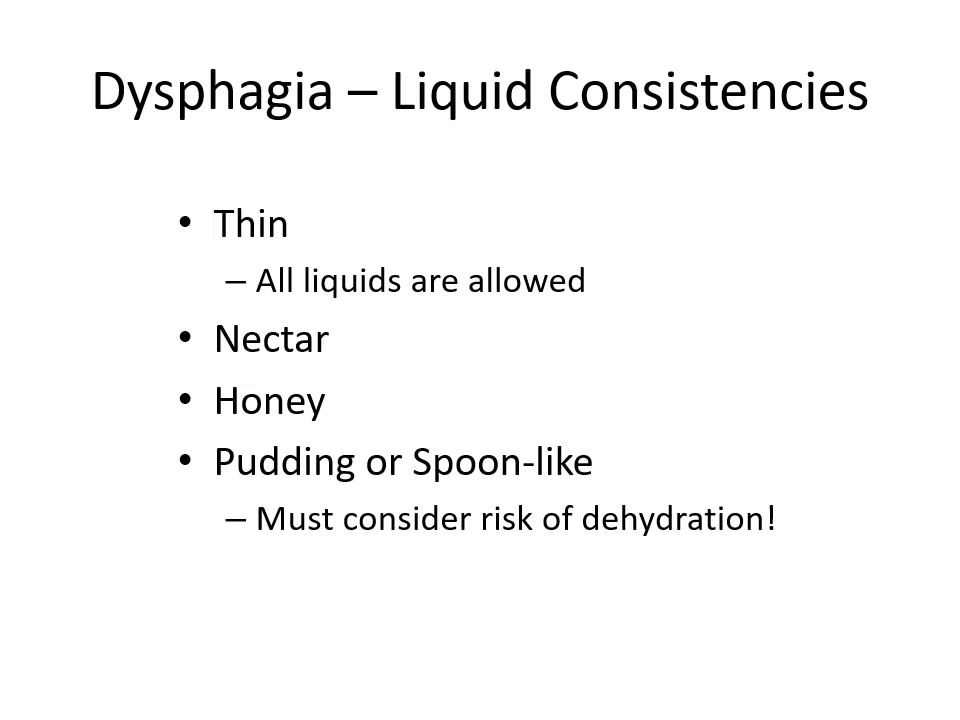 Dysphagia – Liquid Consistencies
• Thin
– All liquids are allowed
• Nectar
• Honey
• Pudding or Spoon-like
– Must consider risk of dehydration!